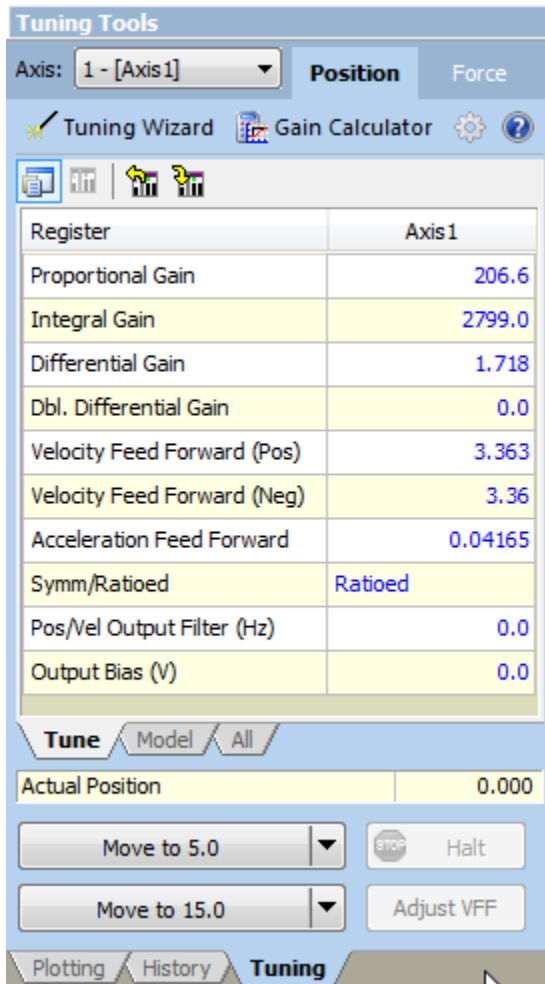 Tuning Tools
Axis: 1 - [Axis1] Position Force
Tuning Wizard Gain Calculator
Register Axis1
Proportional Gain 206.6
Integral Gain 2799.0
Differential Gain 1.718
Dbl. Differential Gain 0.0
Velocity Feed Forward (Pos) 3.363
Velocity Feed Forward (Neg) 3.36
Acceleration Feed Forward 0.04165
Symm/Ratioed Ratioed
Pos/Vel Output Filter (Hz) 0.0
Output Bias (V) 0.0
Tune Model All
Actual Position 0.000
Move to 5.0 STOP Halt
Move to 15.0 Adjust VFF
Plotting History Tuning